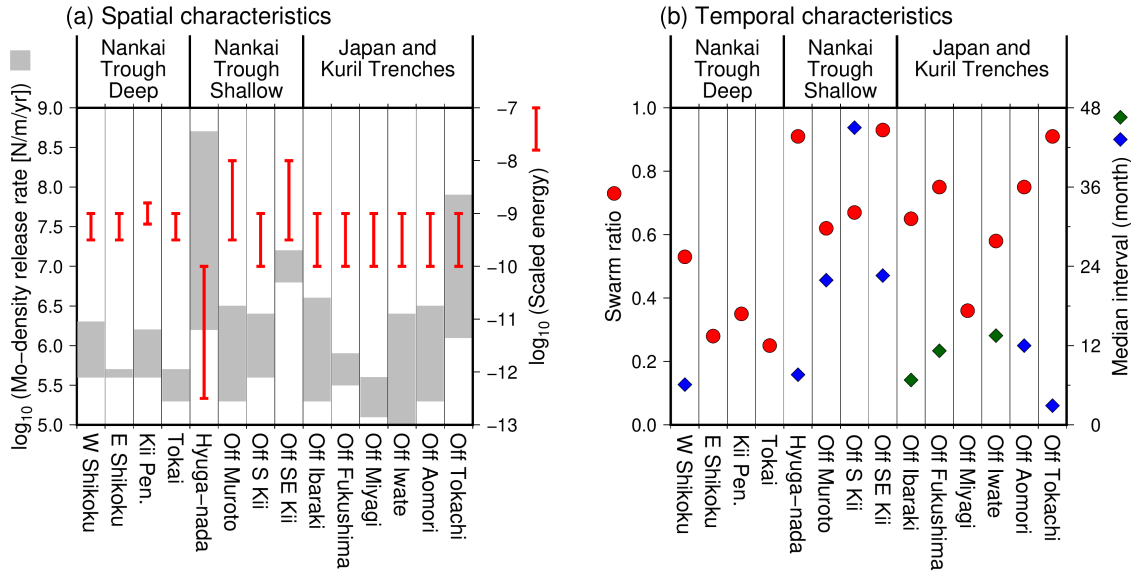 (a) Spatial characteristics
Nankai
Trough
Deep
Nankai
Trough
Shallow
Japan and
Kuril Trenches
log10 (Mo−density release rate [N/m/yr])
9.0
8.5
8.0
7.5
7.0
6.5
6.0
5.5
5.0
−7
−8
−9
−10
−11
−12
−13
log10 (Scaled energy)
W Shikoku
E Shikoku
Kii Pen.
Tokai
Hyuga−nada
Off Muroto
Off S Kii
Off SE Kii
Off Ibaraki
Off Fukushima
Off Miyagi
Off Iwate
Off Aomori
Off Tokachi
(b) Temporal characteristics
Nankai
Trough
Deep
Nankai
Trough
Shallow
Japan and
Kuril Trenches
Swarm ratio
1.0
0.8
0.6
0.4
0.2
0.0
48
36
24
12
0
Median interval (month)
W Shikoku
E Shikoku
Kii Pen.
Tokai
Hyuga−nada
Off Muroto
Off S Kii
Off SE Kii
Off Ibaraki
Off Fukushima
Off Miyagi
Off Iwate
Off Aomori
Off Tokachi